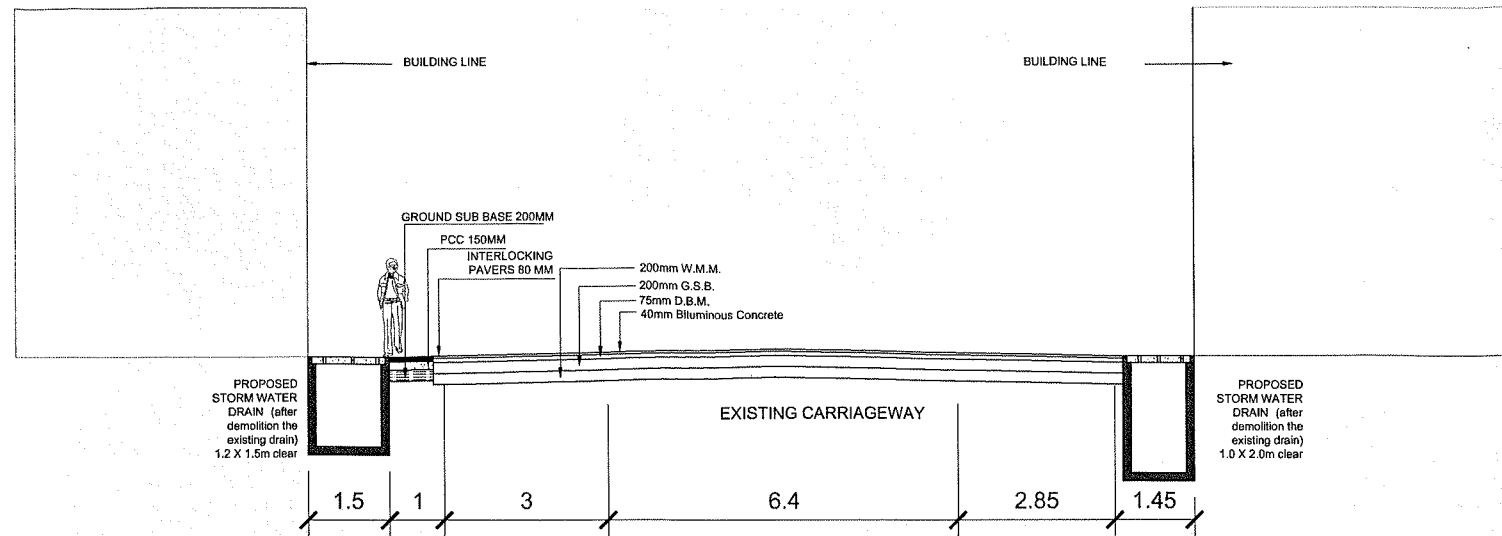 BUILDING LINE
BUILDING LINE
GROUND SUB BASE 200MM
PCC 150MM
INTERLOCKING
PAVERS 80 MM
200mm W.M.M.
200mm G.S.B.
75mm D.B.M.
40mm Bituminous Concrete
PROPOSED
STORM WATER
DRAIN (after
demolition the
existing drain)
1.2 X 1.5m clear
EXISTING CARRIAGEWAY
PROPOSED
STORM WATER
DRAIN (after
demolition the
existing drain)
1.0 X 2.0m clear
1.5
1
3
6.4
2.85
1.45